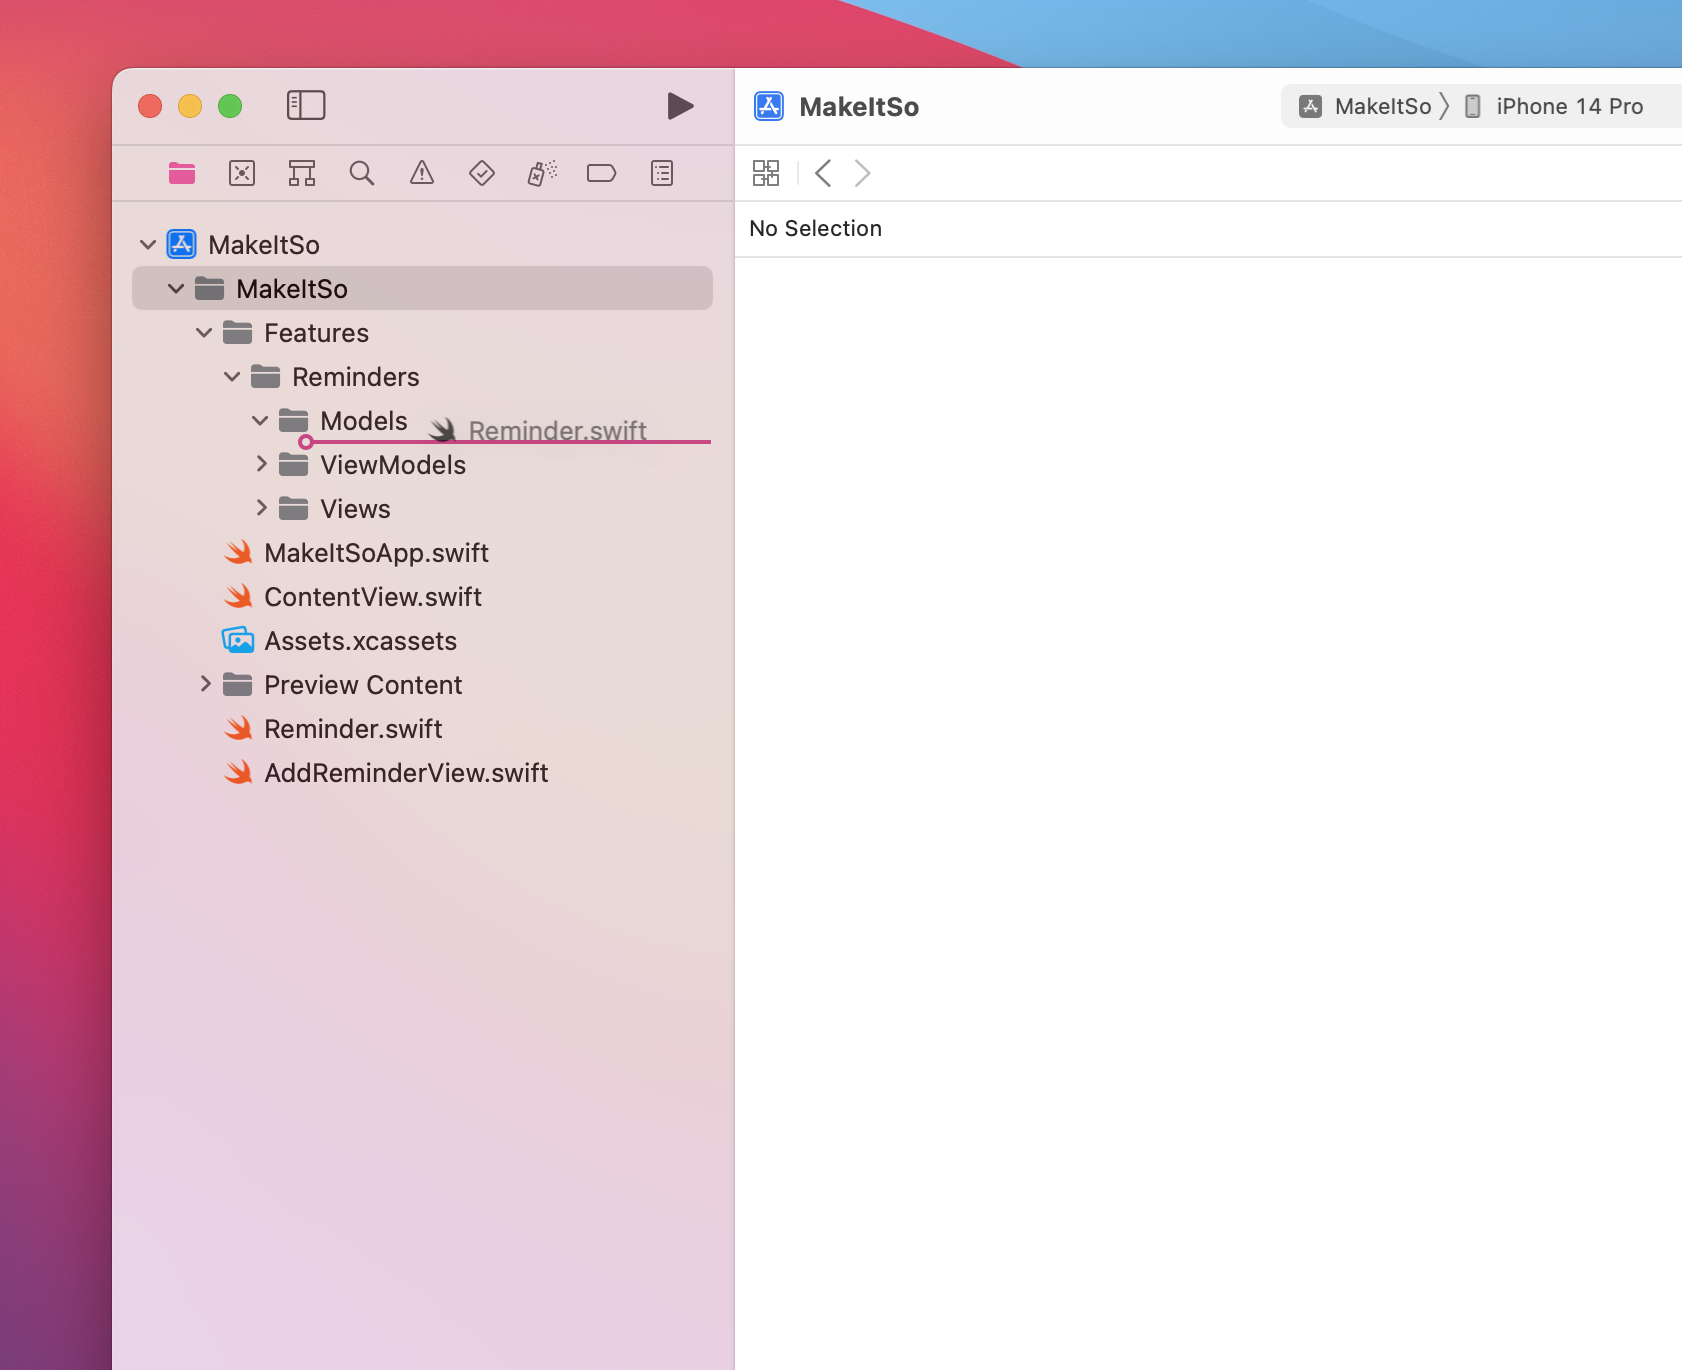 MakeItSo
MakeItSo
iPhone 14 Pro
No Selection
MakeItSo
MakeItSo
Features
Reminders
Models
Reminder.swift
ViewModels
Views
MakeItSoApp.swift
ContentView.swift
Assets.xcassets
Preview Content
Reminder.swift
AddReminderView.swift